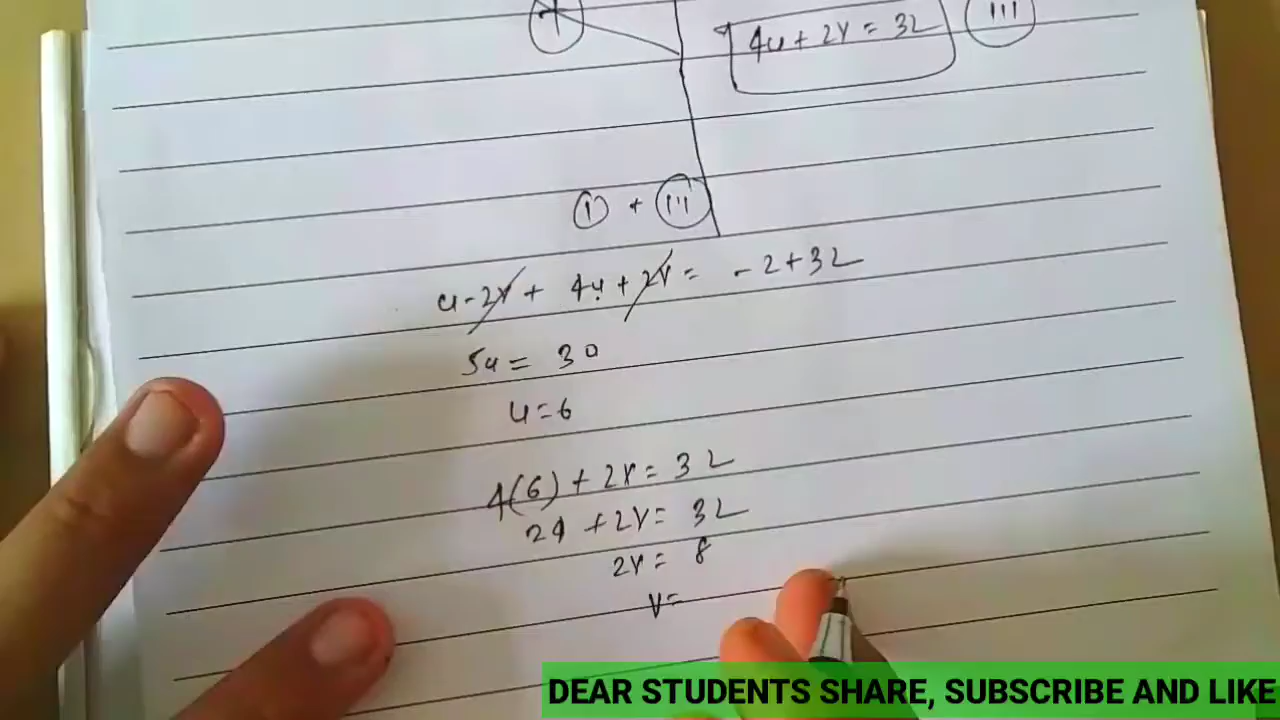 4u + 2v = 32 III
I + III
u - 2v + 4u + 2v = - 2 + 32
5u = 30
u = 6
4(6) + 2v = 32
24 + 2v = 32
2v = 8
v =
DEAR STUDENTS SHARE, SUBSCRIBE AND LIKE